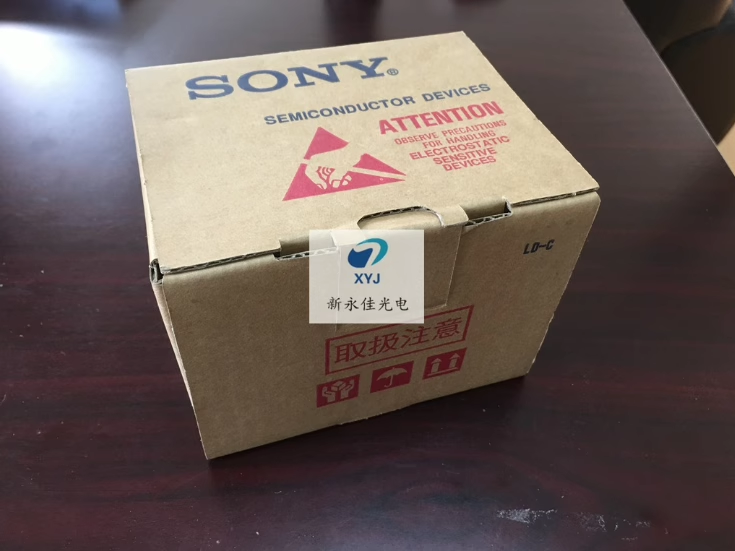 SONY®
SEMICONDUCTOR DEVICES
ATTENTION
OBSERVE PRECAUTIONS
FOR HANDLING
ELECTROSTATIC
SENSITIVE
DEVICES
LD-C
XYJ
新永佳光电
取扱注意